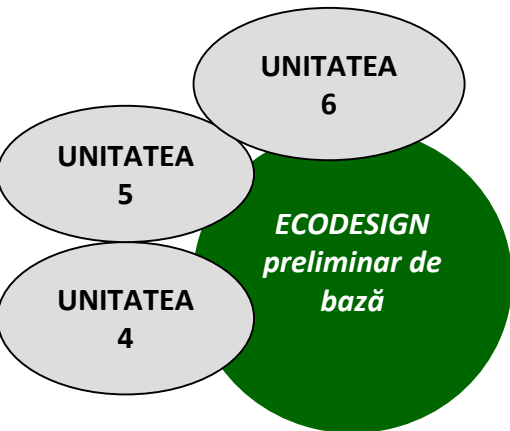 UNITATEA
6
UNITATEA
5
ECODESIGN
preliminar de
bază
UNITATEA
4